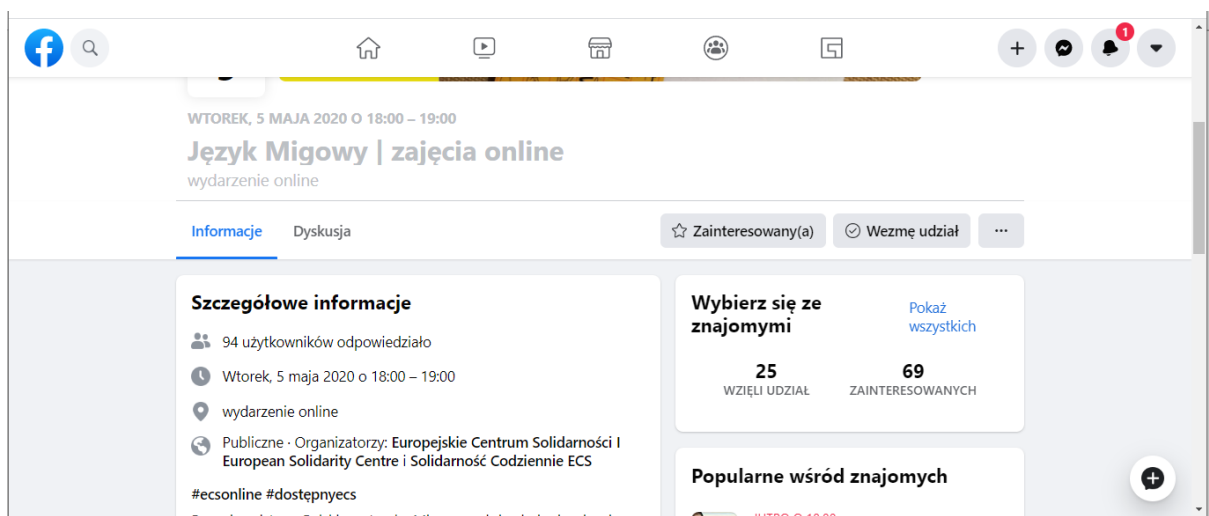 1
WTOREK, 5 MAJA 2020 O 18:00 – 19:00
Język Migowy | zajęcia online
wydarzenie online
Informacje Dyskusja Zainteresowany(a) Wezmę udział ...
Szczegółowe informacje
94 użytkowników odpowiedziało
Wtorek, 5 maja 2020 o 18:00 – 19:00
wydarzenie online
Publiczne · Organizatorzy: Europejskie Centrum Solidarności I
European Solidarity Centre i Solidarność Codziennie ECS
#ecsonline #dostępnyecs
Wybierz się ze
znajomymi
Pokaż
wszystkich
25 69
WZIĘLI UDZIAŁ ZAINTERESOWANYCH
Popularne wśród znajomych
JUTRO O 18:00